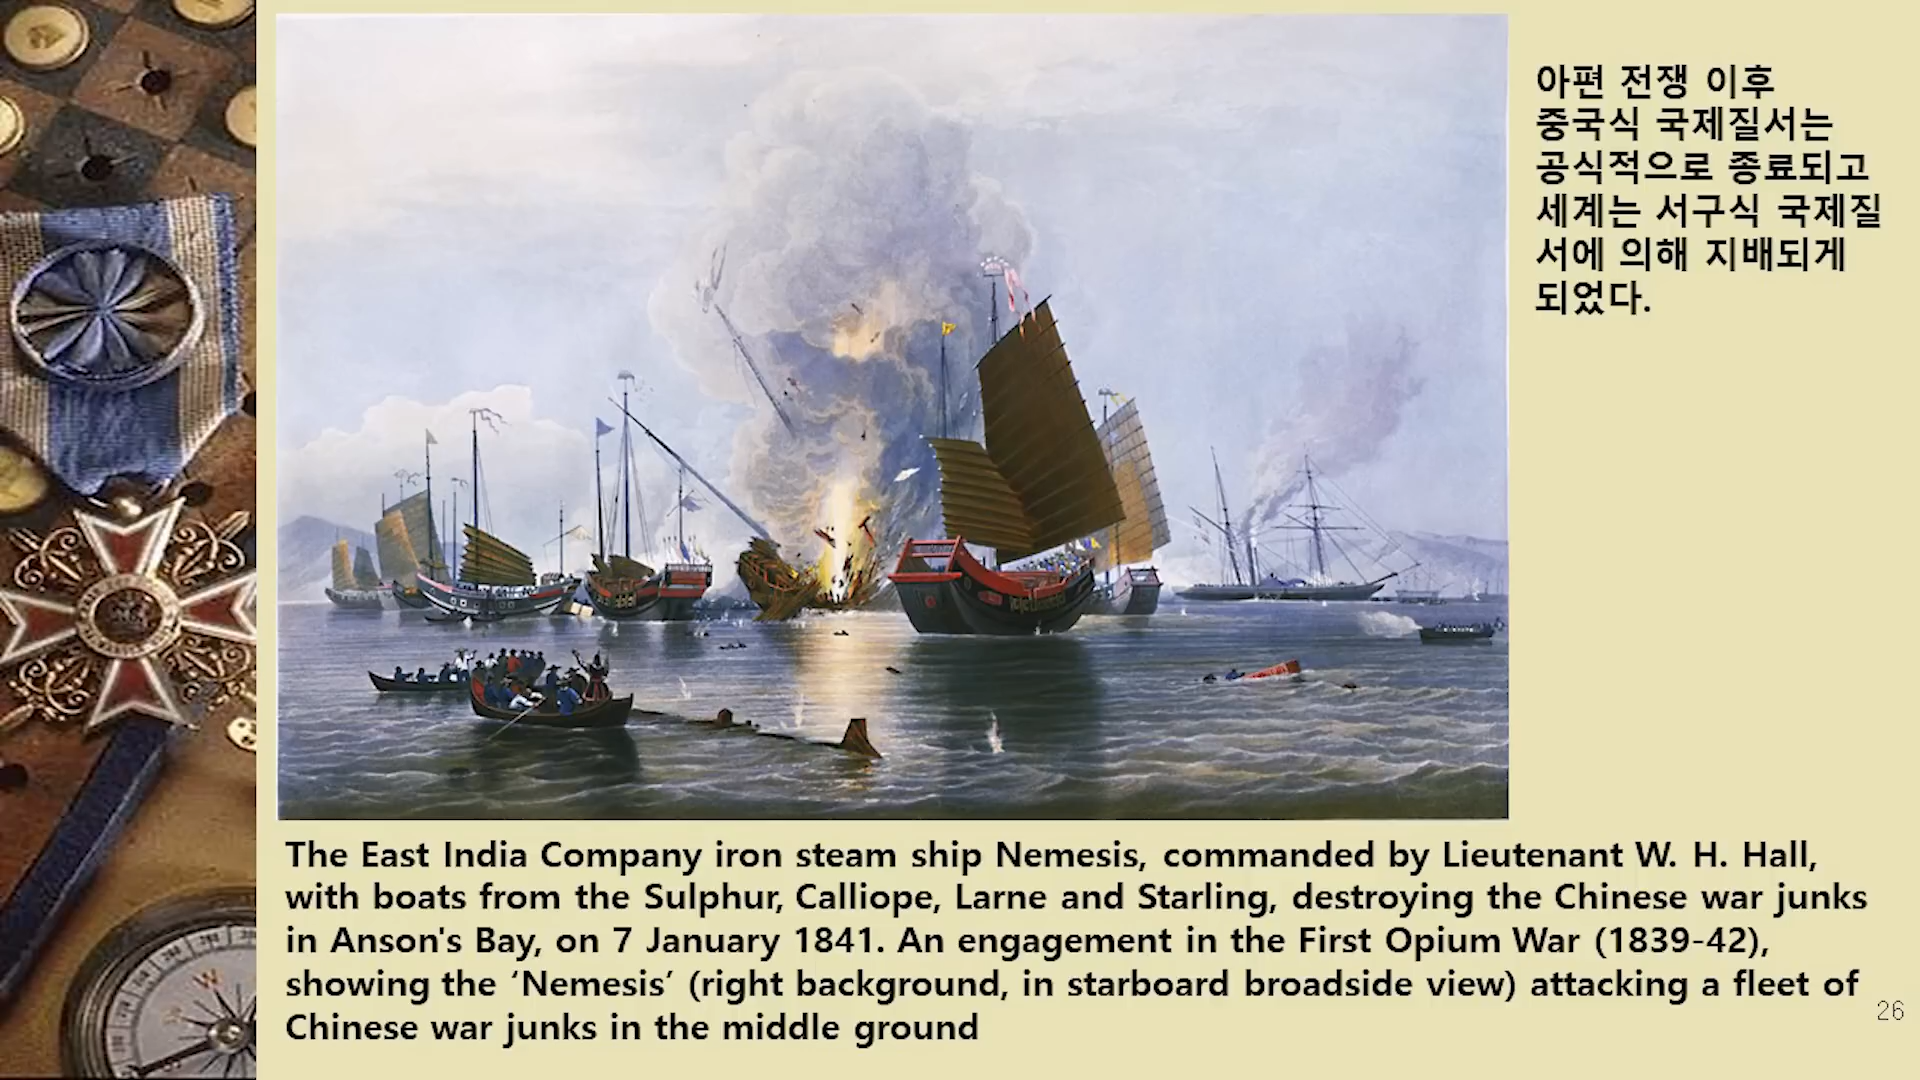 아편 전쟁 이후
중국식 국제질서는
공식적으로 종료되고
세계는 서구식 국제질
서에 의해 지배되게
되었다.
The East India Company iron steam ship Nemesis, commanded by Lieutenant W. H. Hall,
with boats from the Sulphur, Calliope, Larne and Starling, destroying the Chinese war junks
in Anson's Bay, on 7 January 1841. An engagement in the First Opium War (1839-42),
showing the ‘Nemesis’ (right background, in starboard broadside view) attacking a fleet of
Chinese war junks in the middle ground
26